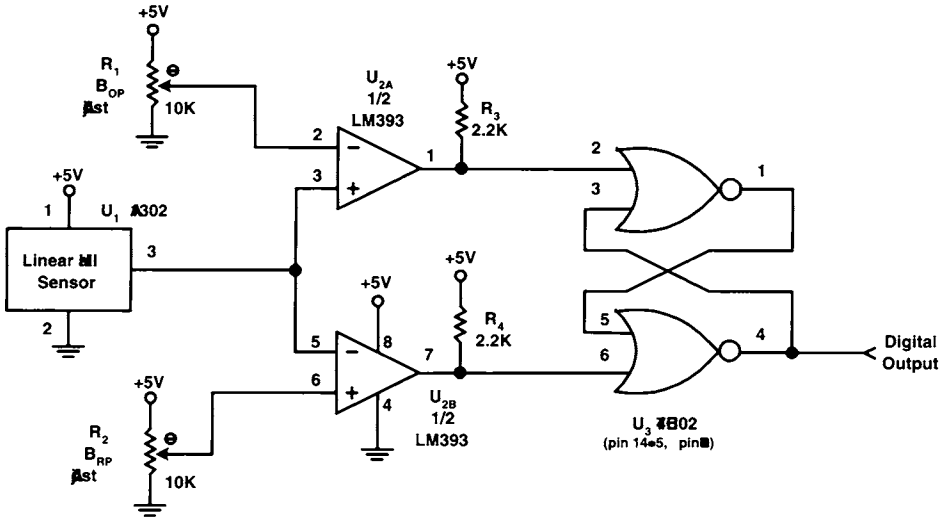 +5V
R1
BOP
10K
U2A
1/2
LM393
+5V
R3
2.2K
2
3
1
2
3
1
+5V
1
U1
Linear
Sensor
3
2
+5V
8
+5V
R4
2.2K
5
6
7
4
U2B
1/2
LM393
5
6
4
Digital
Output
+5V
R2
BRP
10K
U3
(pin 14